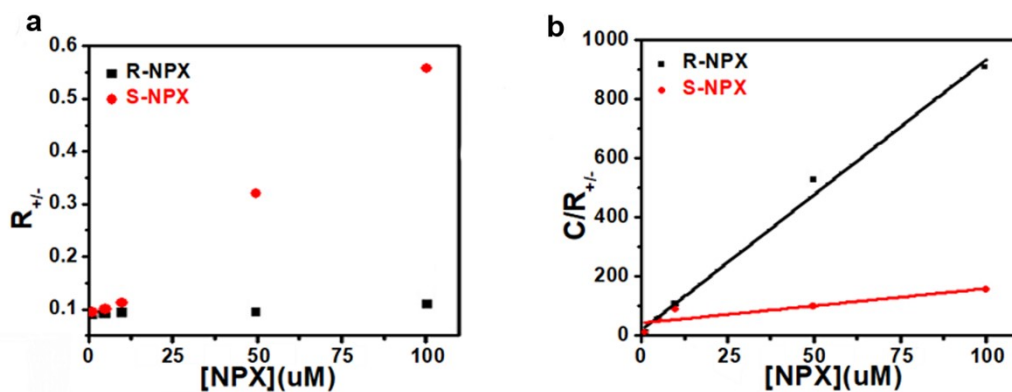 a
0.6
0.5
0.4
0.3
0.2
0.1
R+/-
R-NPX
S-NPX
0 25 50 75 100
[NPX](uM)
b
1000
800
600
400
200
0
C/R+/-
R-NPX
S-NPX
0 25 50 75 100
[NPX](uM)